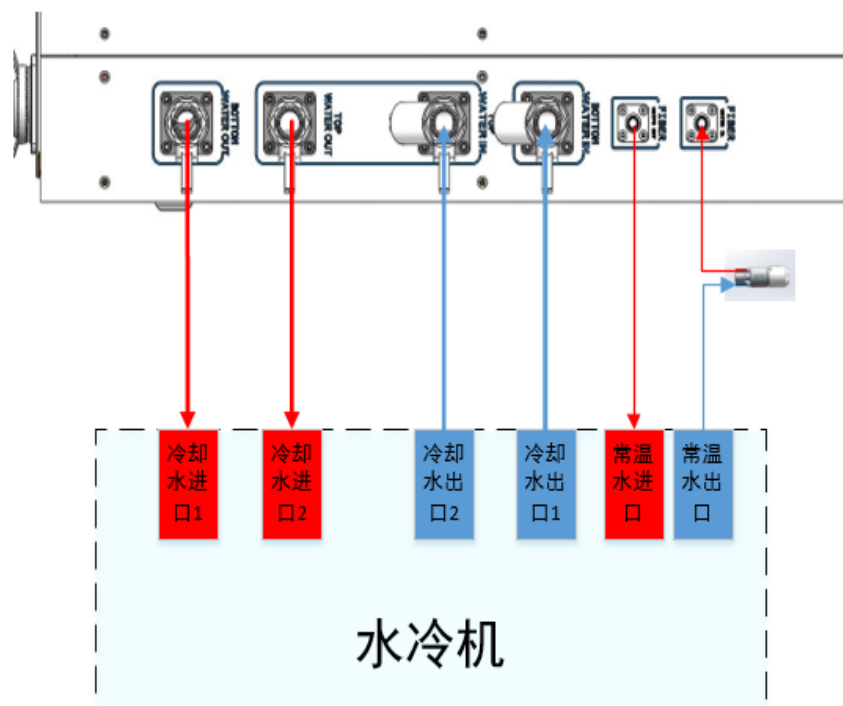 BOTTOM
WATER OUT
TOP
WATER OUT
TOP
WATER IN
BOTTOM
WATER IN
FIBER
FIBER
冷却
水进
口1
冷却
水进
口2
冷却
水出
口2
冷却
水出
口1
常温
水进
口
常温
水出
口
水冷机